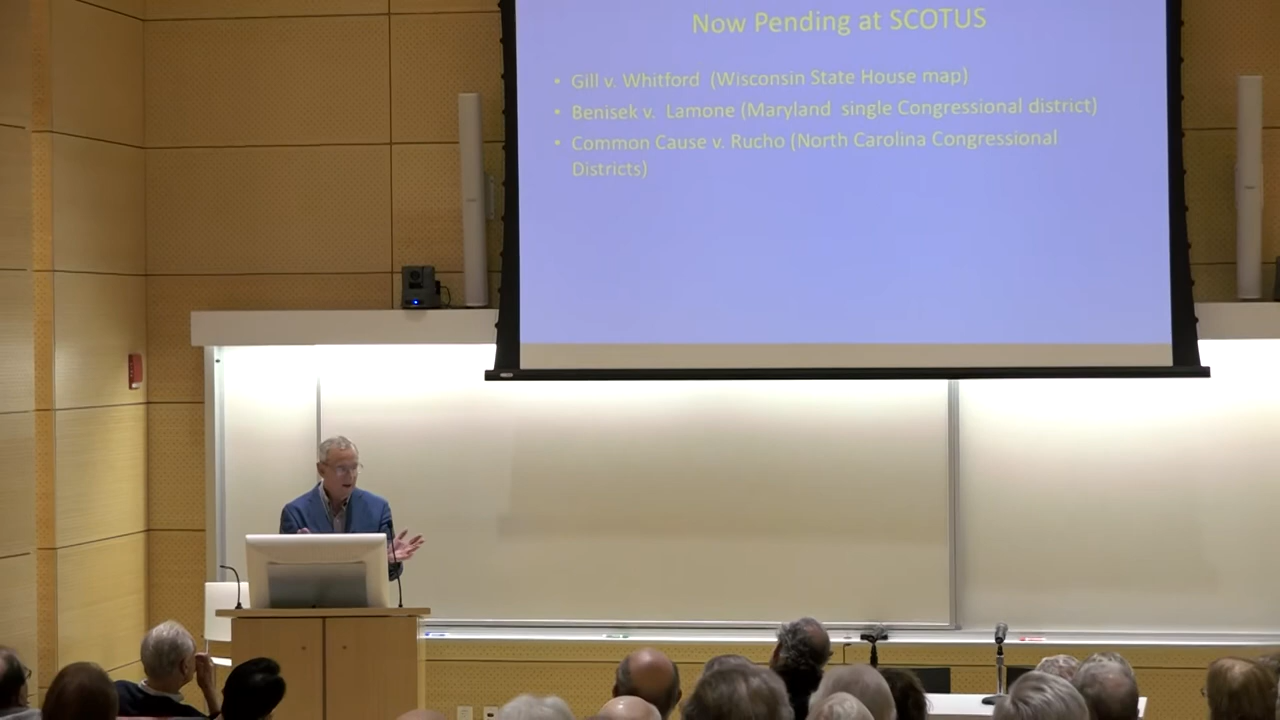 Now Pending at SCOTUS
• Gill v. Whitford (Wisconsin State House map)
• Benisek v. Lamone (Maryland single Congressional district)
• Common Cause v. Rucho (North Carolina Congressional
Districts)